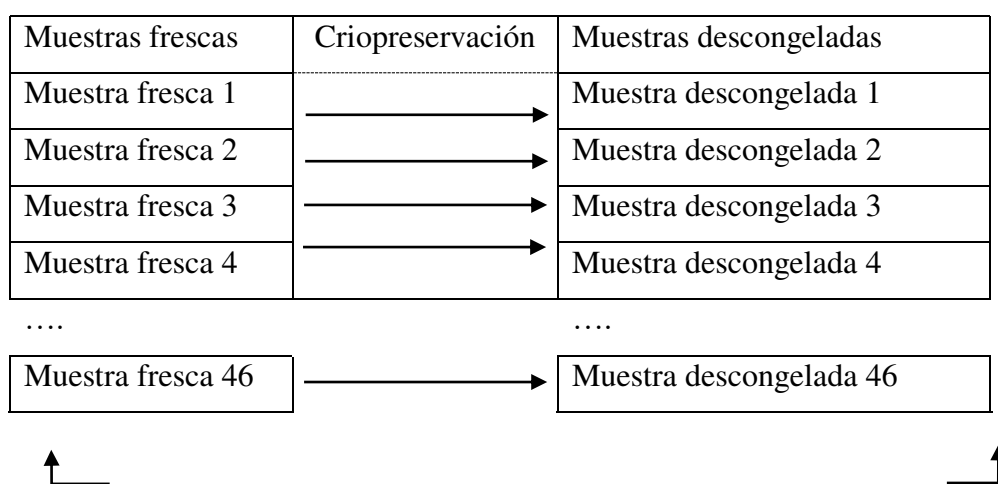 Muestras frescas Criopreservación Muestras descongeladas
Muestra fresca 1 Muestra descongelada 1
Muestra fresca 2 Muestra descongelada 2
Muestra fresca 3 Muestra descongelada 3
Muestra fresca 4 Muestra descongelada 4
…. ….
Muestra fresca 46 Muestra descongelada 46